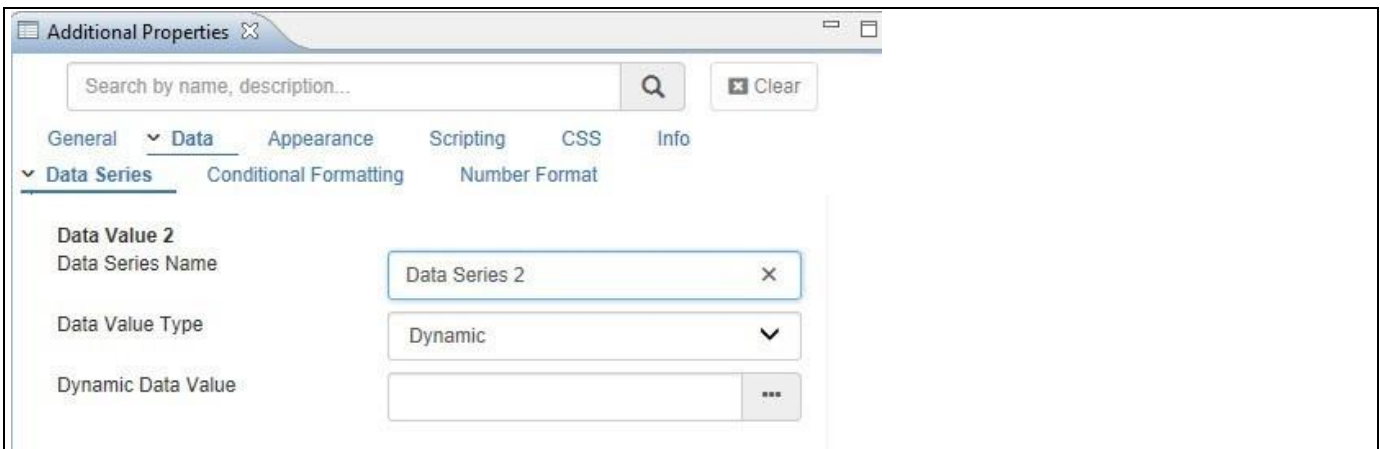 Additional Properties
Search by name, description...
Clear
General Data Appearance Scripting CSS Info
Data Series Conditional Formatting Number Format
Data Value 2
Data Series Name Data Series 2
Data Value Type Dynamic
Dynamic Data Value